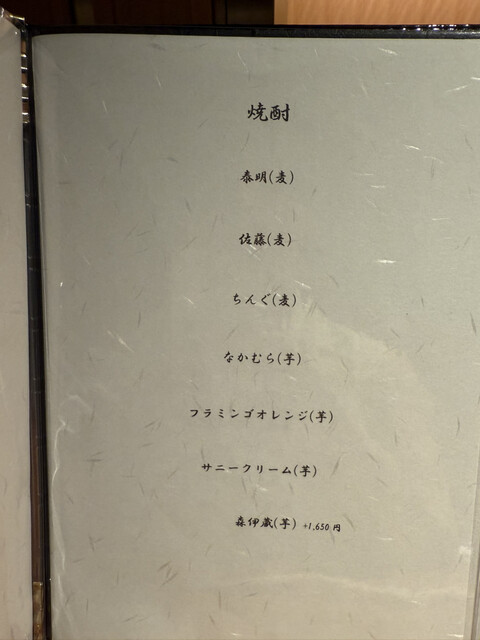 焼酎
泰明(麦)
佐藤(麦)
ちんぐ(麦)
なかむら(芋)
フラミンゴオレンジ(芋)
サニークリーム(芋)
森伊蔵(芋) +1,650円